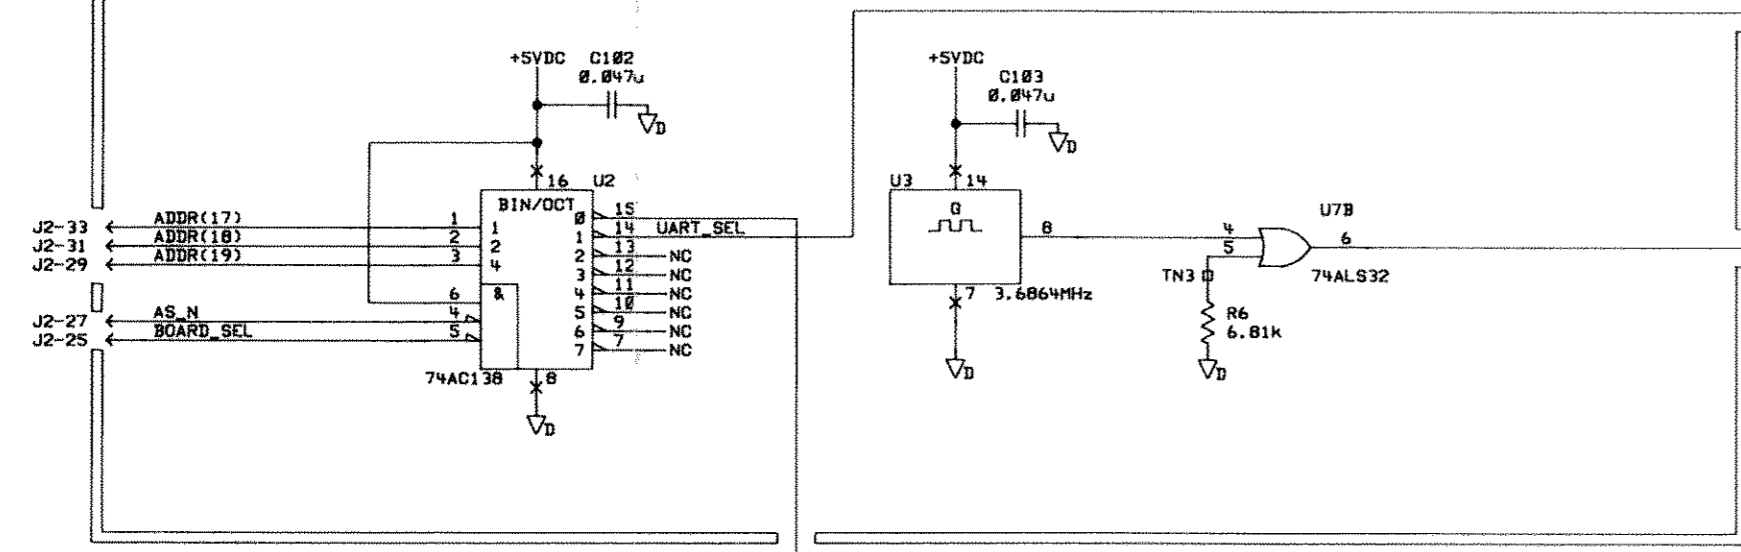 +5VDC
C102
0.047u
D
16
U2
BIN/OCT
J2-33
ADDR(17)
1
1
J2-31
ADDR(18)
2
2
J2-29
ADDR(19)
3
4
6
&
J2-27
AS_N
4
J2-25
BOARD_SEL
5
0
15
1
14
UART_SEL
2
13
NC
3
12
NC
4
11
NC
5
10
NC
6
9
NC
7
7
NC
74AC138
8
D
+5VDC
C103
0.047u
D
U3
14
G
8
7
3.6864MHz
D
U7B
4
5
6
TN3
74ALS32
R6
6.81k
D